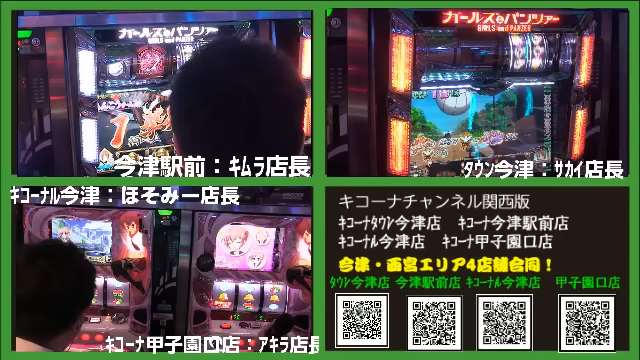 ガールズ&パンツァー
GIRLS und PANZER
1
今津駅前：ｷﾑﾗ店長
ガールズ&パンツァー
GIRLS und PANZER
ﾀｳﾝ今津：ｻｶｲ店長
ｷｺｰﾅﾙ今津：ほそみー店長
ｷｺｰﾅ甲子園口店：ｱｷﾗ店長
キコーナチャンネル関西版
ｷｺｰﾅﾀｳﾝ今津店　ｷｺｰﾅ今津駅前店
ｷｺｰﾅﾙ今津店　ｷｺｰﾅ甲子園口店
今津・西宮エリア4店舗合同！
ﾀｳﾝ今津店 今津駅前店 ｷｺｰﾅﾙ今津店　甲子園口店